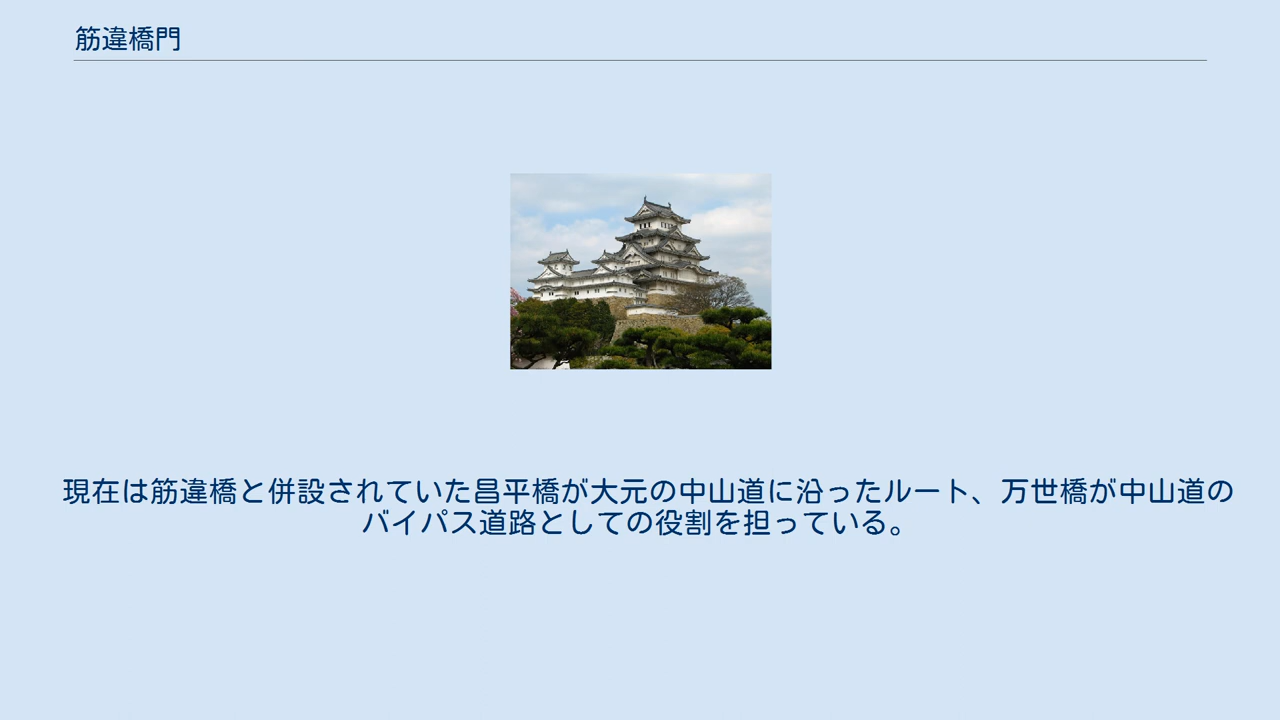 筋違橋門
現在は筋違橋と併設されていた昌平橋が大元の中山道に沿ったルート、万世橋が中山道の
バイパス道路としての役割を担っている。